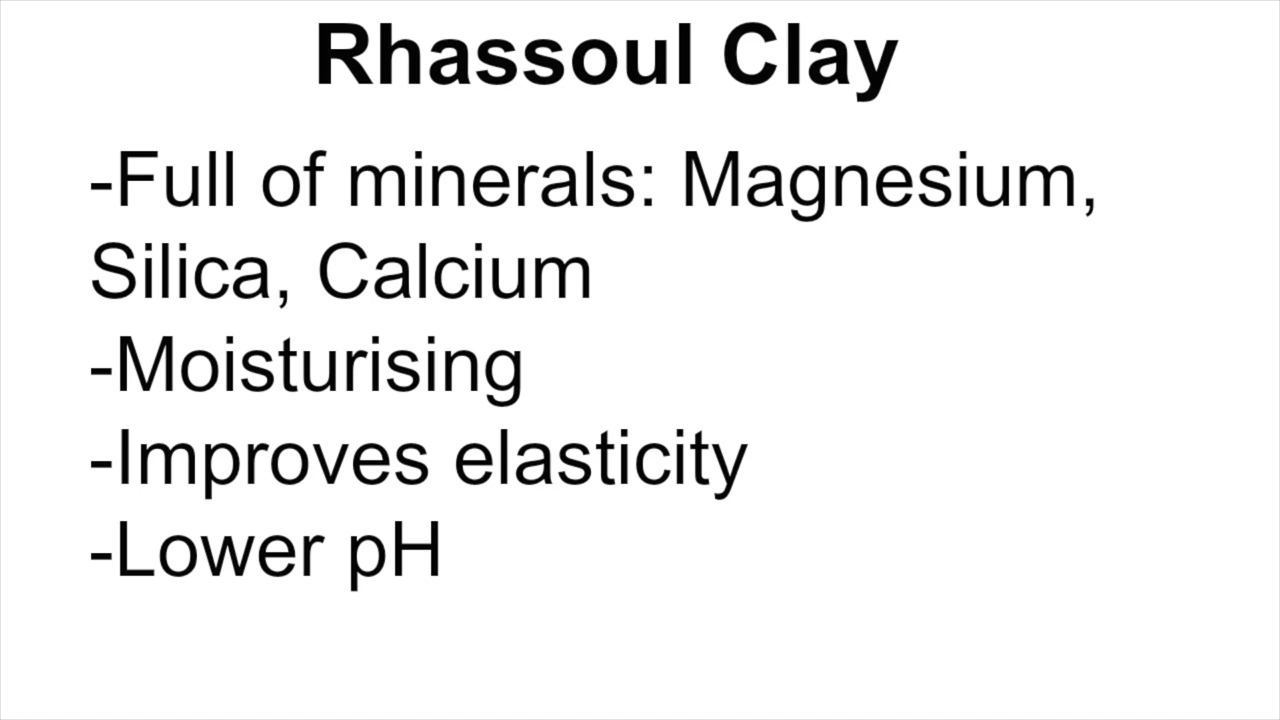 Rhassoul Clay
-Full of minerals: Magnesium,
Silica, Calcium
-Moisturising
-Improves elasticity
-Lower pH